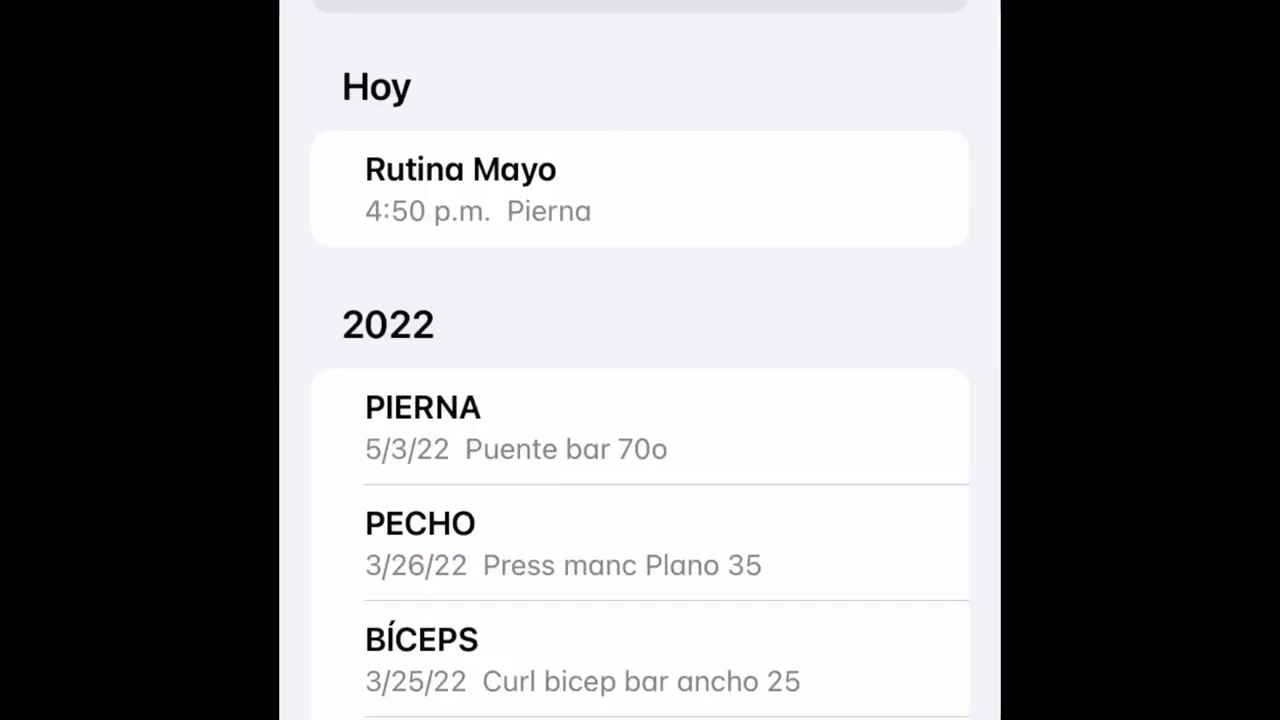 Hoy
Rutina Mayo
4:50 p.m.  Pierna
2022
PIERNA
5/3/22  Puente bar 70o
PECHO
3/26/22  Press manc Plano 35
BÍCEPS
3/25/22  Curl bicep bar ancho 25